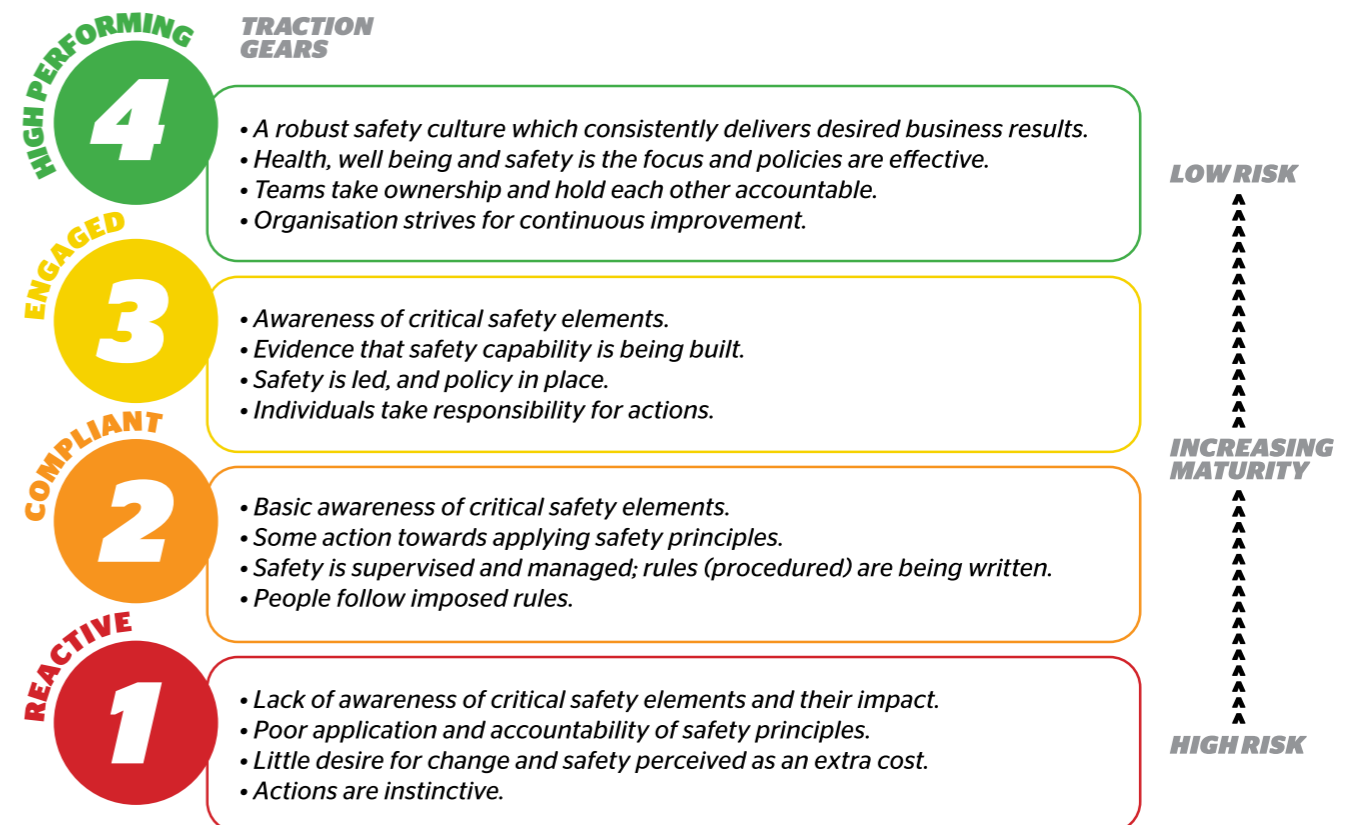 TRACTION
GEARS
HIGH PERFORMING
4
• A robust safety culture which consistently delivers desired business results.
• Health, well being and safety is the focus and policies are effective.
• Teams take ownership and hold each other accountable.
• Organisation strives for continuous improvement.
ENGAGED
3
• Awareness of critical safety elements.
• Evidence that safety capability is being built.
• Safety is led, and policy in place.
• Individuals take responsibility for actions.
COMPLIANT
2
• Basic awareness of critical safety elements.
• Some action towards applying safety principles.
• Safety is supervised and managed; rules (procedured) are being written.
• People follow imposed rules.
REACTIVE
1
• Lack of awareness of critical safety elements and their impact.
• Poor application and accountability of safety principles.
• Little desire for change and safety perceived as an extra cost.
• Actions are instinctive.
LOW RISK
INCREASING
MATURITY
HIGH RISK